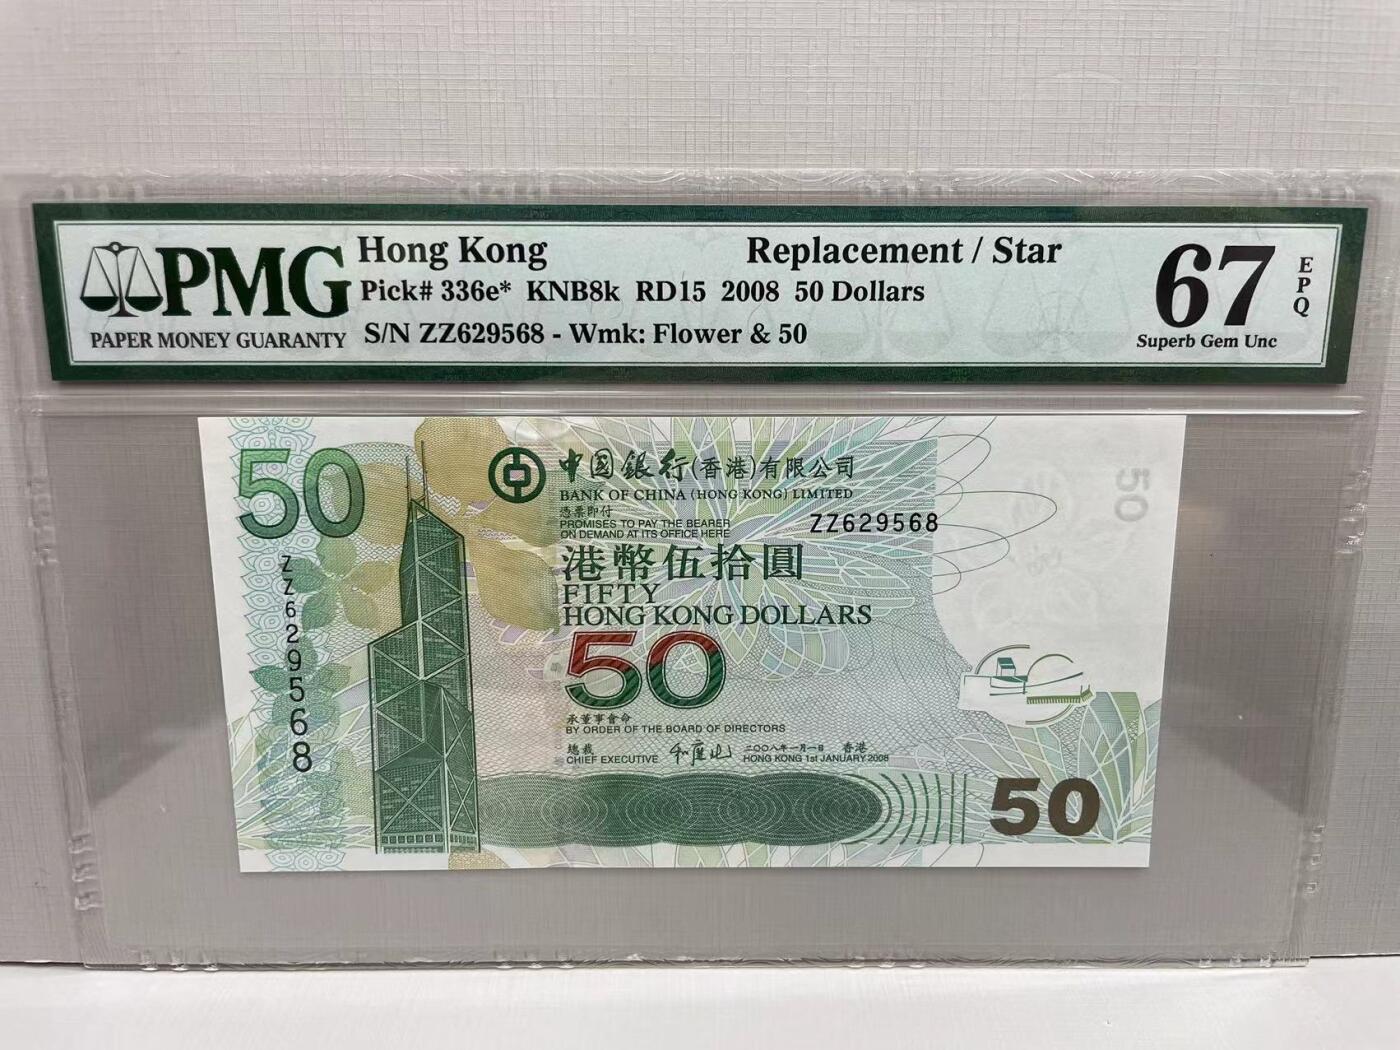 PMG
PAPER MONEY GUARANTY
Hong Kong Replacement / Star
Pick# 336e* KNB8k RD15 2008 50 Dollars
S/N ZZ629568 - Wmk: Flower & 50
67
EPQ
Superb Gem Unc
50
中國銀行(香港)有限公司
BANK OF CHINA (HONG KONG) LIMITED
憑票即付
PROMISES TO PAY THE BEARER
ON DEMAND AT ITS OFFICE HERE
ZZ629568
港幣伍拾圓
FIFTY
HONG KONG DOLLARS
50
承董事會命
BY ORDER OF THE BOARD OF DIRECTORS
總裁
CHIEF EXECUTIVE
二〇〇八年一月一日 香港
HONG KONG 1st JANUARY 2008
ZZ629568
50
50